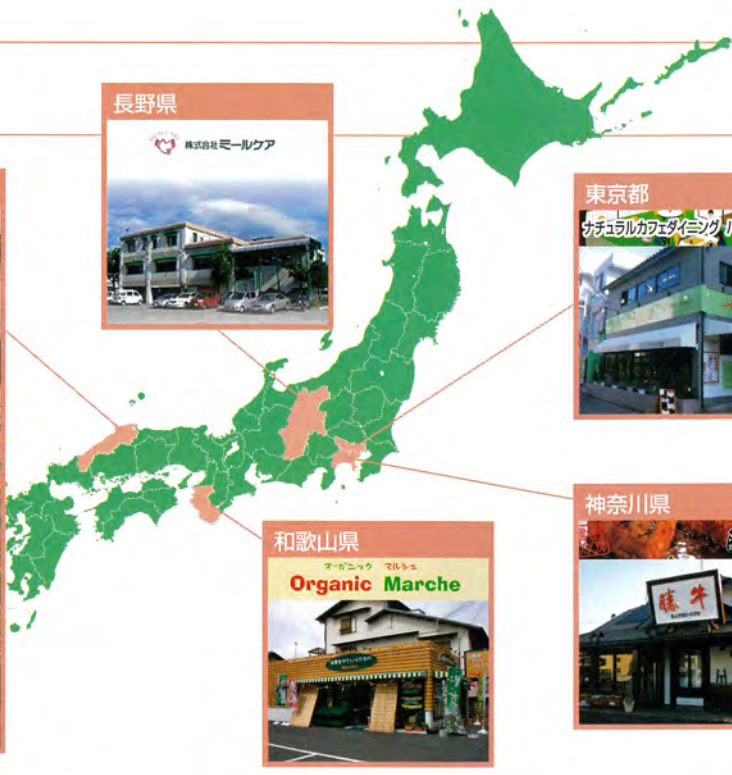 長野県
株式会社ミールケア
東京都
ナチュラルカフェダイニング
神奈川県
勝牛
和歌山県
オーガニック マルシェ
Organic Marche